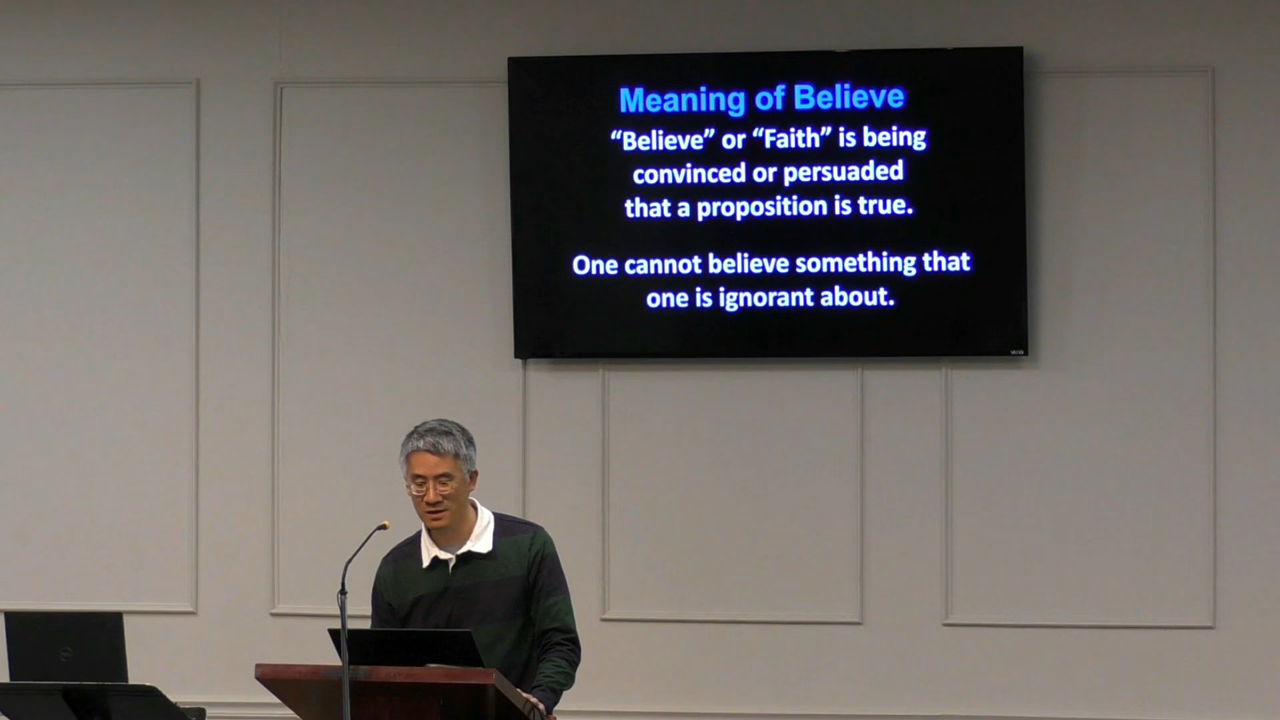 Meaning of Believe
“Believe” or “Faith” is being
convinced or persuaded
that a proposition is true.
One cannot believe something that
one is ignorant about.